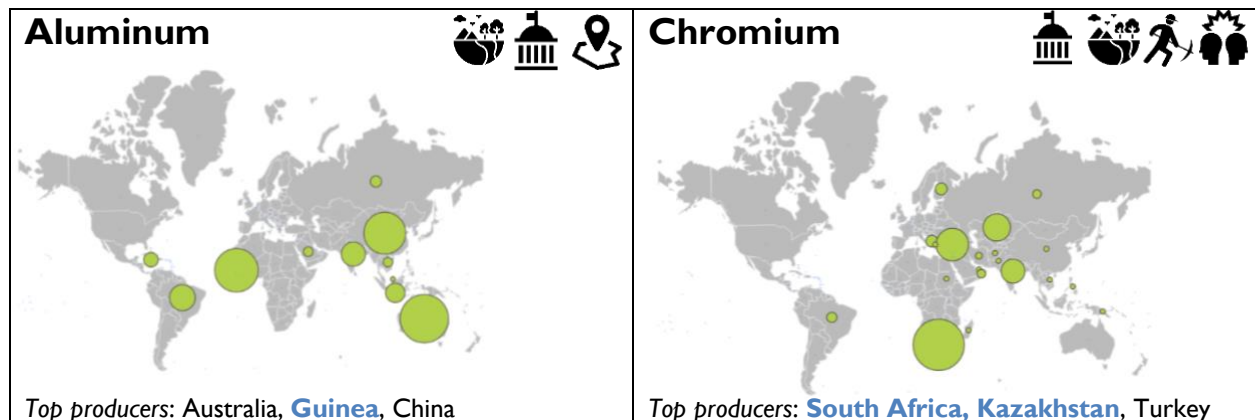 Aluminum
Top producers: Australia, Guinea, China
Chromium
Top producers: South Africa, Kazakhstan, Turkey